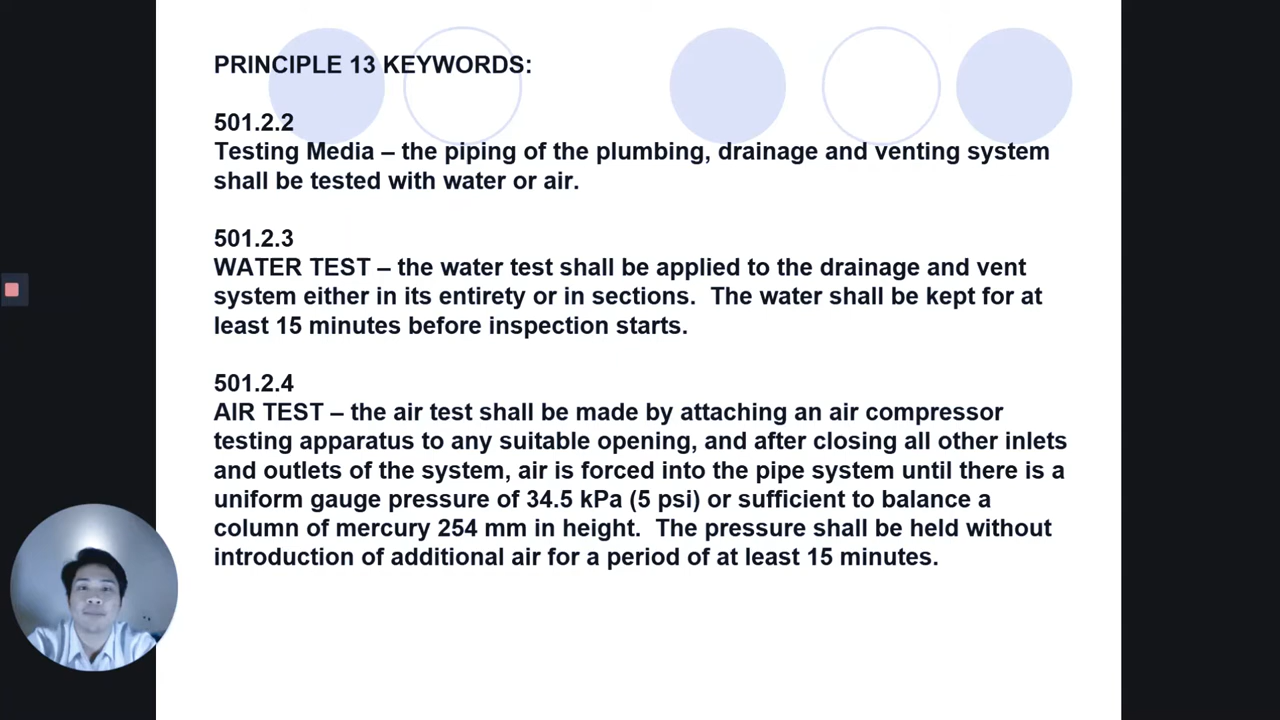 PRINCIPLE 13 KEYWORDS:
501.2.2
Testing Media – the piping of the plumbing, drainage and venting system
shall be tested with water or air.
501.2.3
WATER TEST – the water test shall be applied to the drainage and vent
system either in its entirety or in sections.  The water shall be kept for at
least 15 minutes before inspection starts.
501.2.4
AIR TEST – the air test shall be made by attaching an air compressor
testing apparatus to any suitable opening, and after closing all other inlets
and outlets of the system, air is forced into the pipe system until there is a
uniform gauge pressure of 34.5 kPa (5 psi) or sufficient to balance a
column of mercury 254 mm in height.  The pressure shall be held without
introduction of additional air for a period of at least 15 minutes.